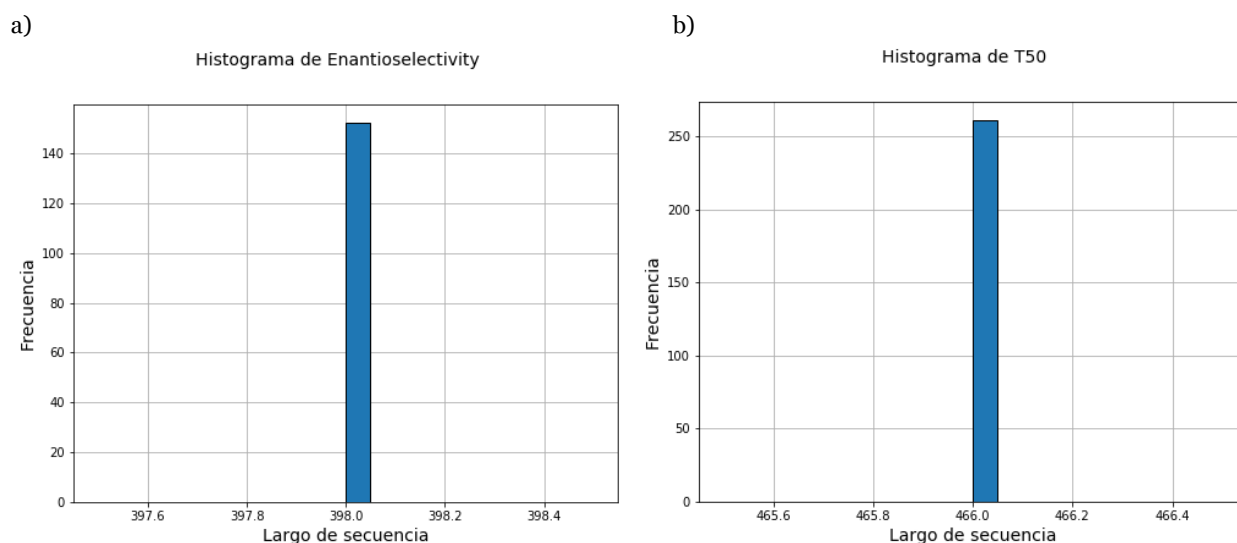 a)
Histograma de Enantioselectivity
Frecuencia
140
120
100
80
60
40
20
0
397.6 397.8 398.0 398.2 398.4
Largo de secuencia
b)
Histograma de T50
Frecuencia
250
200
150
100
50
0
465.6 465.8 466.0 466.2 466.4
Largo de secuencia